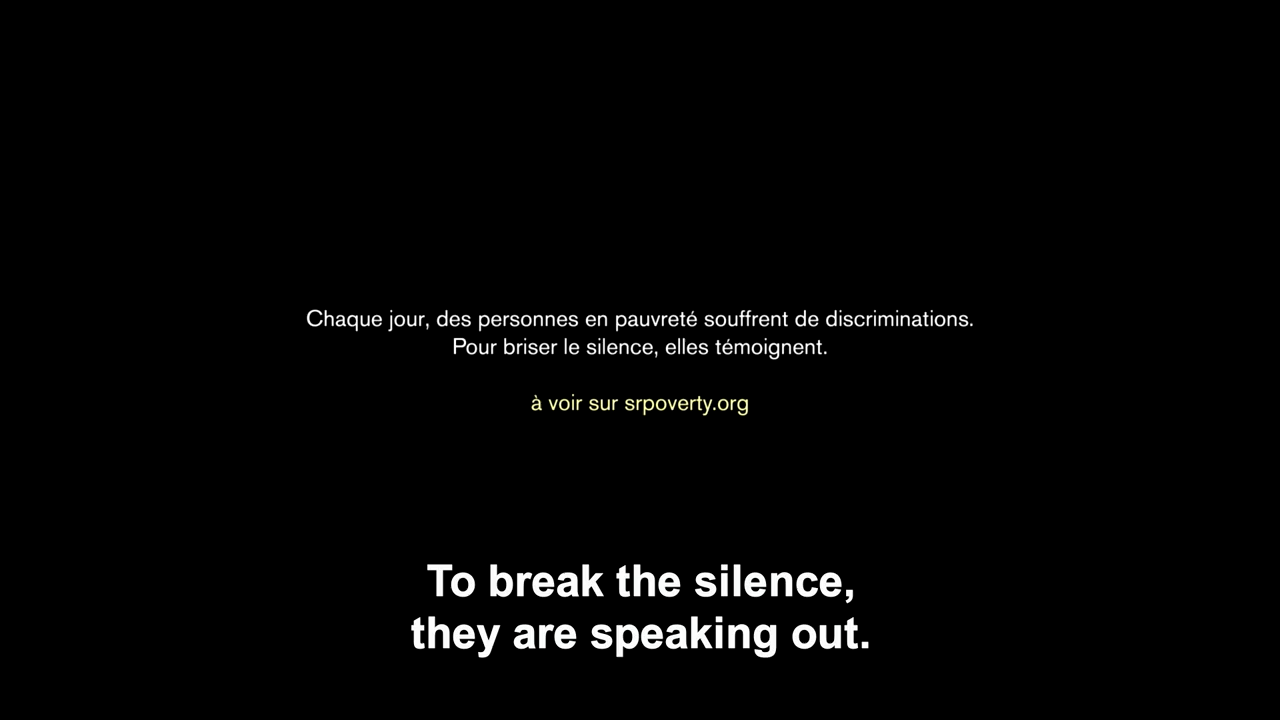 Chaque jour, des personnes en pauvreté souffrent de discriminations.
Pour briser le silence, elles témoignent.
à voir sur srpoverty.org
To break the silence,
they are speaking out.